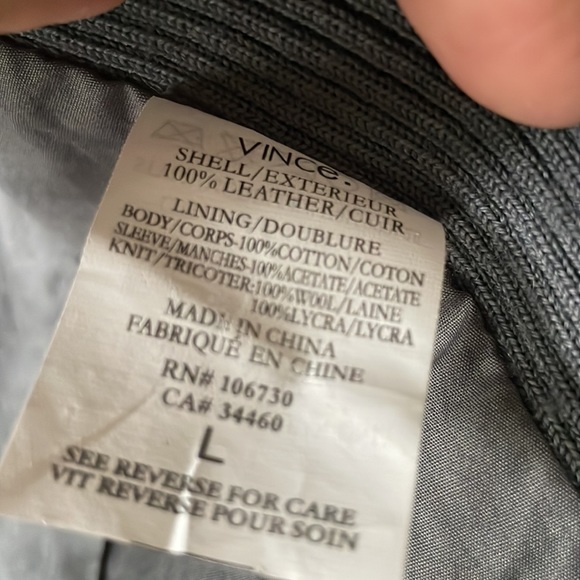 VINCe.
SHELL/EXTERIEUR
100% LEATHER/CUIR
LINING/DOUBLURE
BODY/CORPS-100%COTTON/COTON
SLEEVE/MANCHES-100%ACETATE/ACETATE
KNIT/TRICOTER:100%WOOL/LAINE
100%LYCRA/LYCRA
MADE IN CHINA
FABRIQUÉ EN CHINE
RN# 106730
CA# 34460
L
SEE REVERSE FOR CARE
VIT REVERSE POUR SOIN